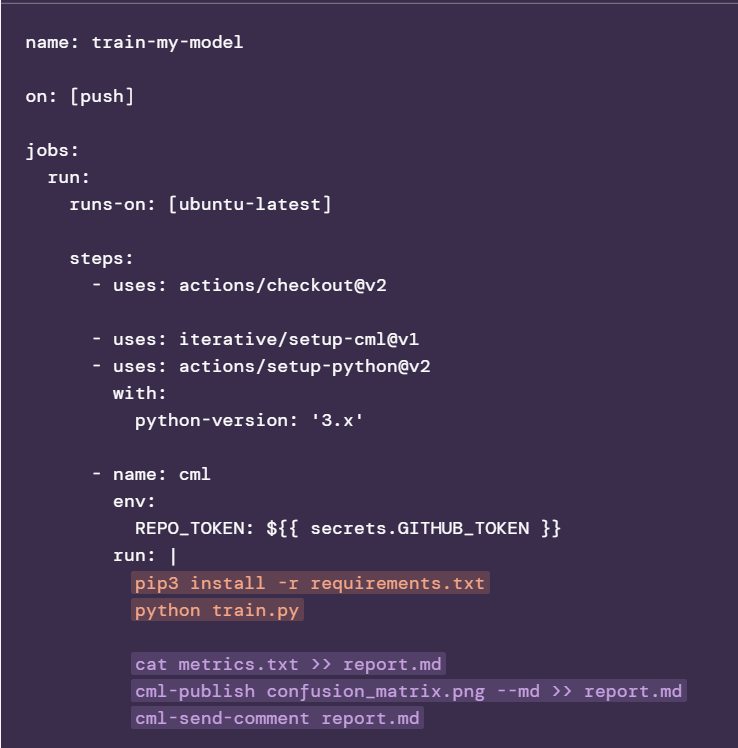 name: train-my-model
on: [push]
jobs:
run:
runs-on: [ubuntu-latest]
steps:
- uses: actions/checkout@v2
- uses: iterative/setup-cml@v1
- uses: actions/setup-python@v2
with:
python-version: '3.x'
- name: cml
env:
REPO_TOKEN: ${{ secrets.GITHUB_TOKEN }}
run: |
pip3 install -r requirements.txt
python train.py
cat metrics.txt >> report.md
cml-publish confusion_matrix.png --md >> report.md
cml-send-comment report.md